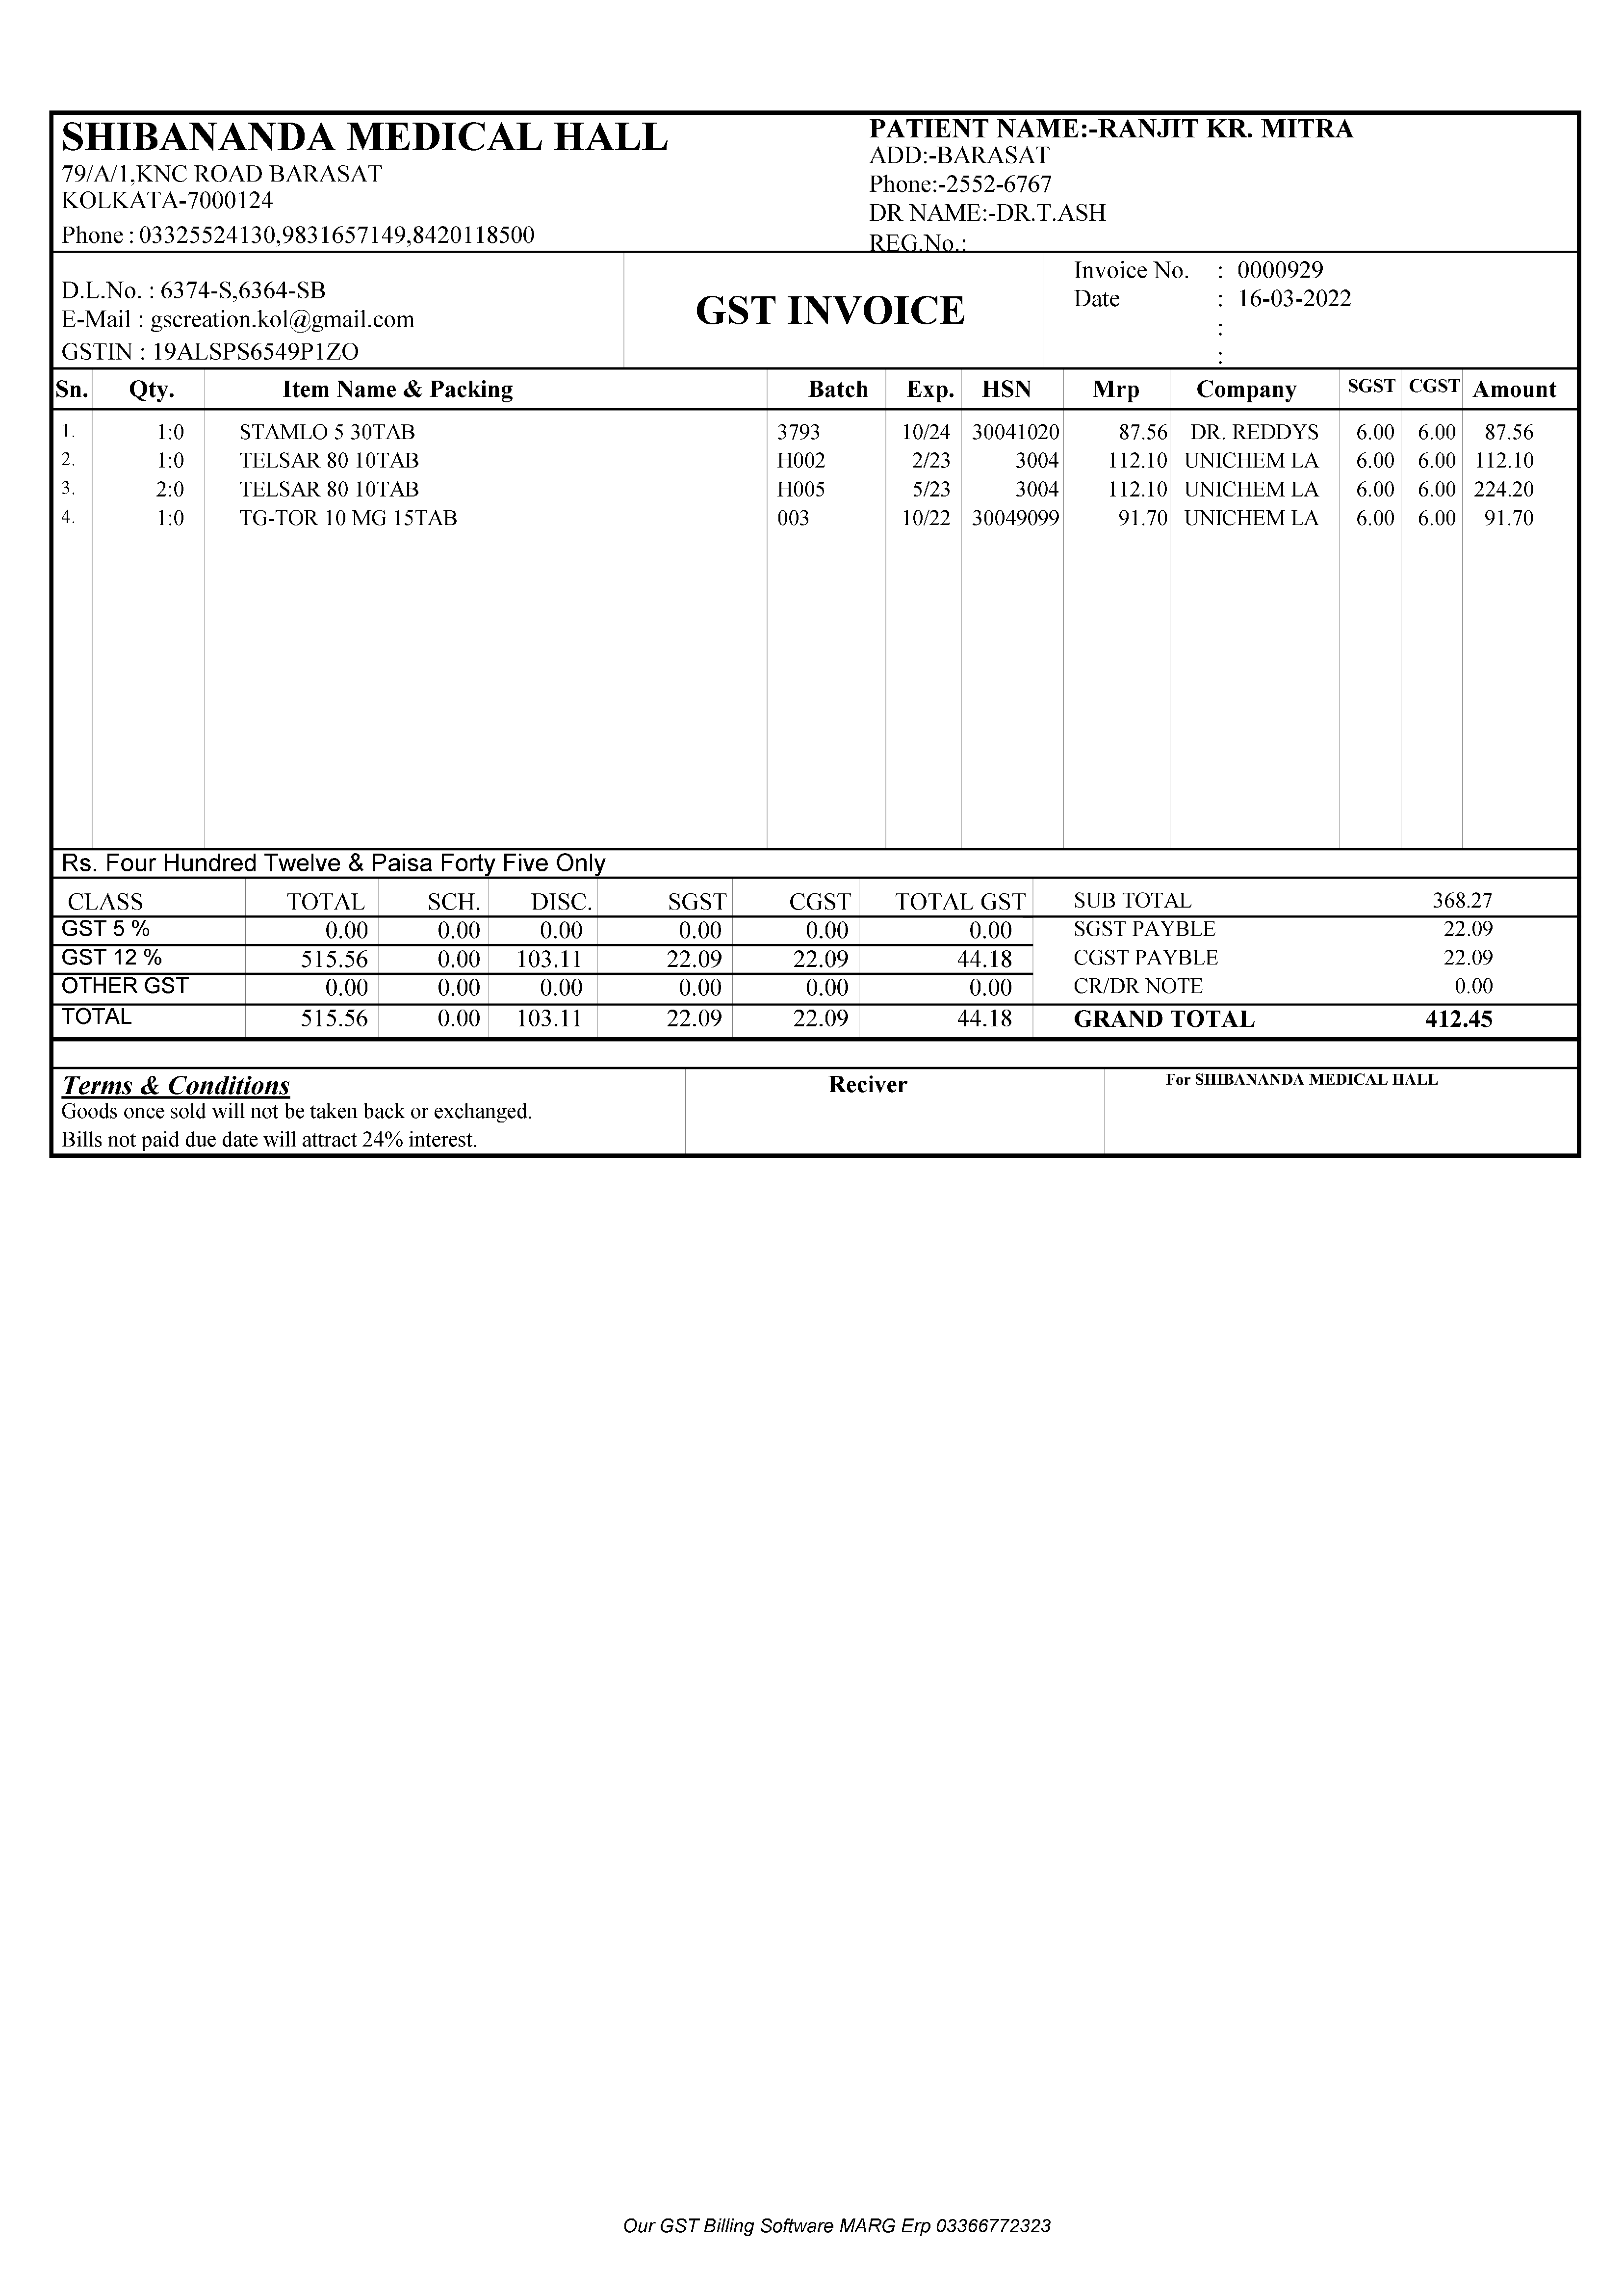 SHIBANANDA MEDICAL HALL
79/A/1,KNC ROAD BARASAT
KOLKATA-7000124
Phone : 03325524130,9831657149,8420118500
PATIENT NAME:-RANJIT KR. MITRA
ADD:-BARASAT
Phone:-2552-6767
DR NAME:-DR.T.ASH
REG.No.:
D.L.No. : 6374-S,6364-SB
E-Mail : gscreation.kol@gmail.com
GSTIN : 19ALSPS6549P1ZO
GST INVOICE
Invoice No. : 0000929
Date : 16-03-2022
:
:
Sn. Qty. Item Name & Packing Batch Exp. HSN Mrp Company SGST CGST Amount
1. 1:0 STAMLO 5 30TAB 3793 10/24 30041020 87.56 DR. REDDYS 6.00 6.00 87.56
2. 1:0 TELSAR 80 10TAB H002 2/23 3004 112.10 UNICHEM LA 6.00 6.00 112.10
3. 2:0 TELSAR 80 10TAB H005 5/23 3004 112.10 UNICHEM LA 6.00 6.00 224.20
4. 1:0 TG-TOR 10 MG 15TAB 003 10/22 30049099 91.70 UNICHEM LA 6.00 6.00 91.70
Rs. Four Hundred Twelve & Paisa Forty Five Only
CLASS TOTAL SCH. DISC. SGST CGST TOTAL GST SUB TOTAL 368.27
GST 5 % 0.00 0.00 0.00 0.00 0.00 0.00 SGST PAYBLE 22.09
GST 12 % 515.56 0.00 103.11 22.09 22.09 44.18 CGST PAYBLE 22.09
OTHER GST 0.00 0.00 0.00 0.00 0.00 0.00 CR/DR NOTE 0.00
TOTAL 515.56 0.00 103.11 22.09 22.09 44.18 GRAND TOTAL 412.45
Terms & Conditions
Goods once sold will not be taken back or exchanged.
Bills not paid due date will attract 24% interest.
Reciver
For SHIBANANDA MEDICAL HALL
Our GST Billing Software MARG Erp 03366772323